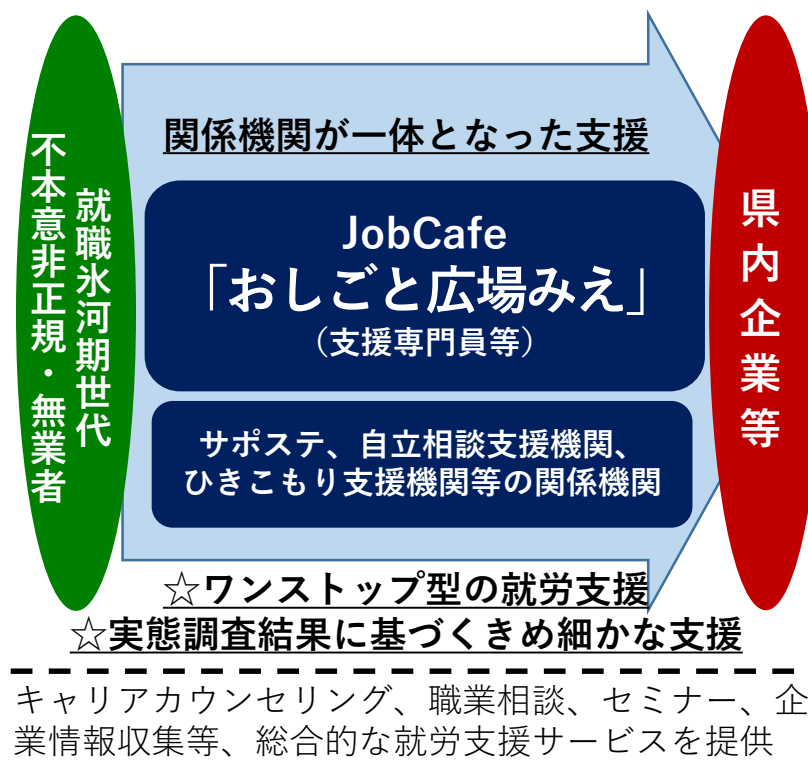 関係機関が一体となった支援
就職氷河期世代
不本意非正規・無業者
JobCafe
「おしごと広場みえ」
（支援専門員等）
サポステ、自立相談支援機関、
ひきこもり支援機関等の関係機関
県内企業等
☆ワンストップ型の就労支援
☆実態調査結果に基づくきめ細かな支援
キャリアカウンセリング、職業相談、セミナー、企
業情報収集等、総合的な就労支援サービスを提供